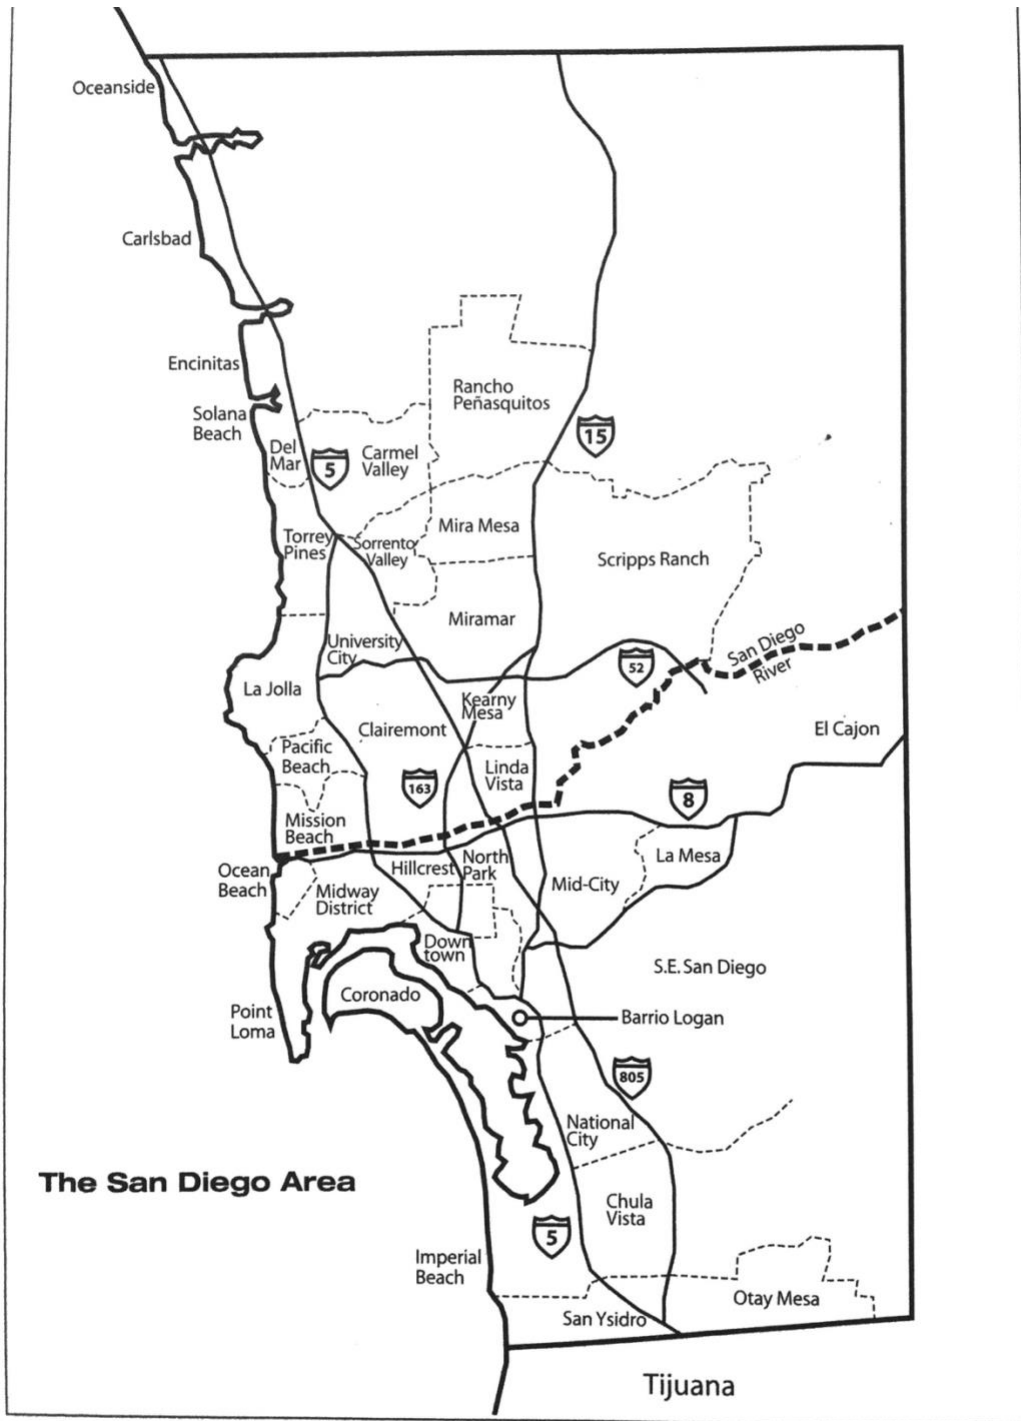 Oceanside
Carlsbad
Encinitas
Solana
Beach
Rancho
Peñasquitos
15
Del
Mar
5
Carmel
Valley
Mira Mesa
Torrey
Pines
Sorrento
Valley
Scripps Ranch
Miramar
University
City
San Diego
River
52
La Jolla
Kearny
Mesa
Clairemont
El Cajon
Pacific
Beach
Linda
Vista
163
8
Mission
Beach
Ocean
Beach
Hillcrest
North
Park
La Mesa
Midway
District
Mid-City
Down
town
S.E. San Diego
Coronado
Point
Loma
Barrio Logan
805
National
City
The San Diego Area
Chula
Vista
5
Imperial
Beach
Otay Mesa
San Ysidro
Tijuana